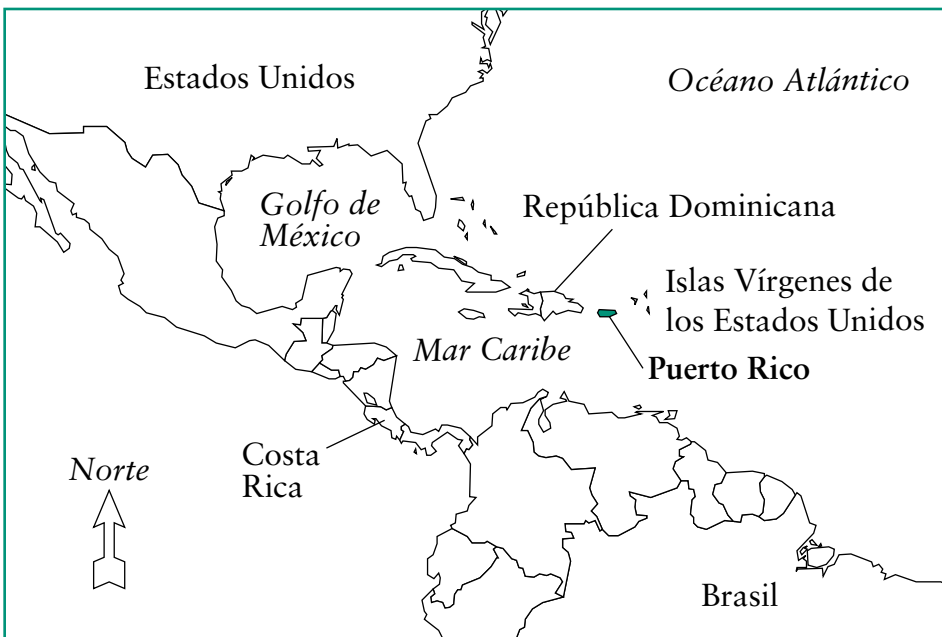 Estados Unidos
Océano Atlántico
Golfo de
México
República Dominicana
Islas Vírgenes de
los Estados Unidos
Mar Caribe
Puerto Rico
Costa
Rica
Norte
Brasil